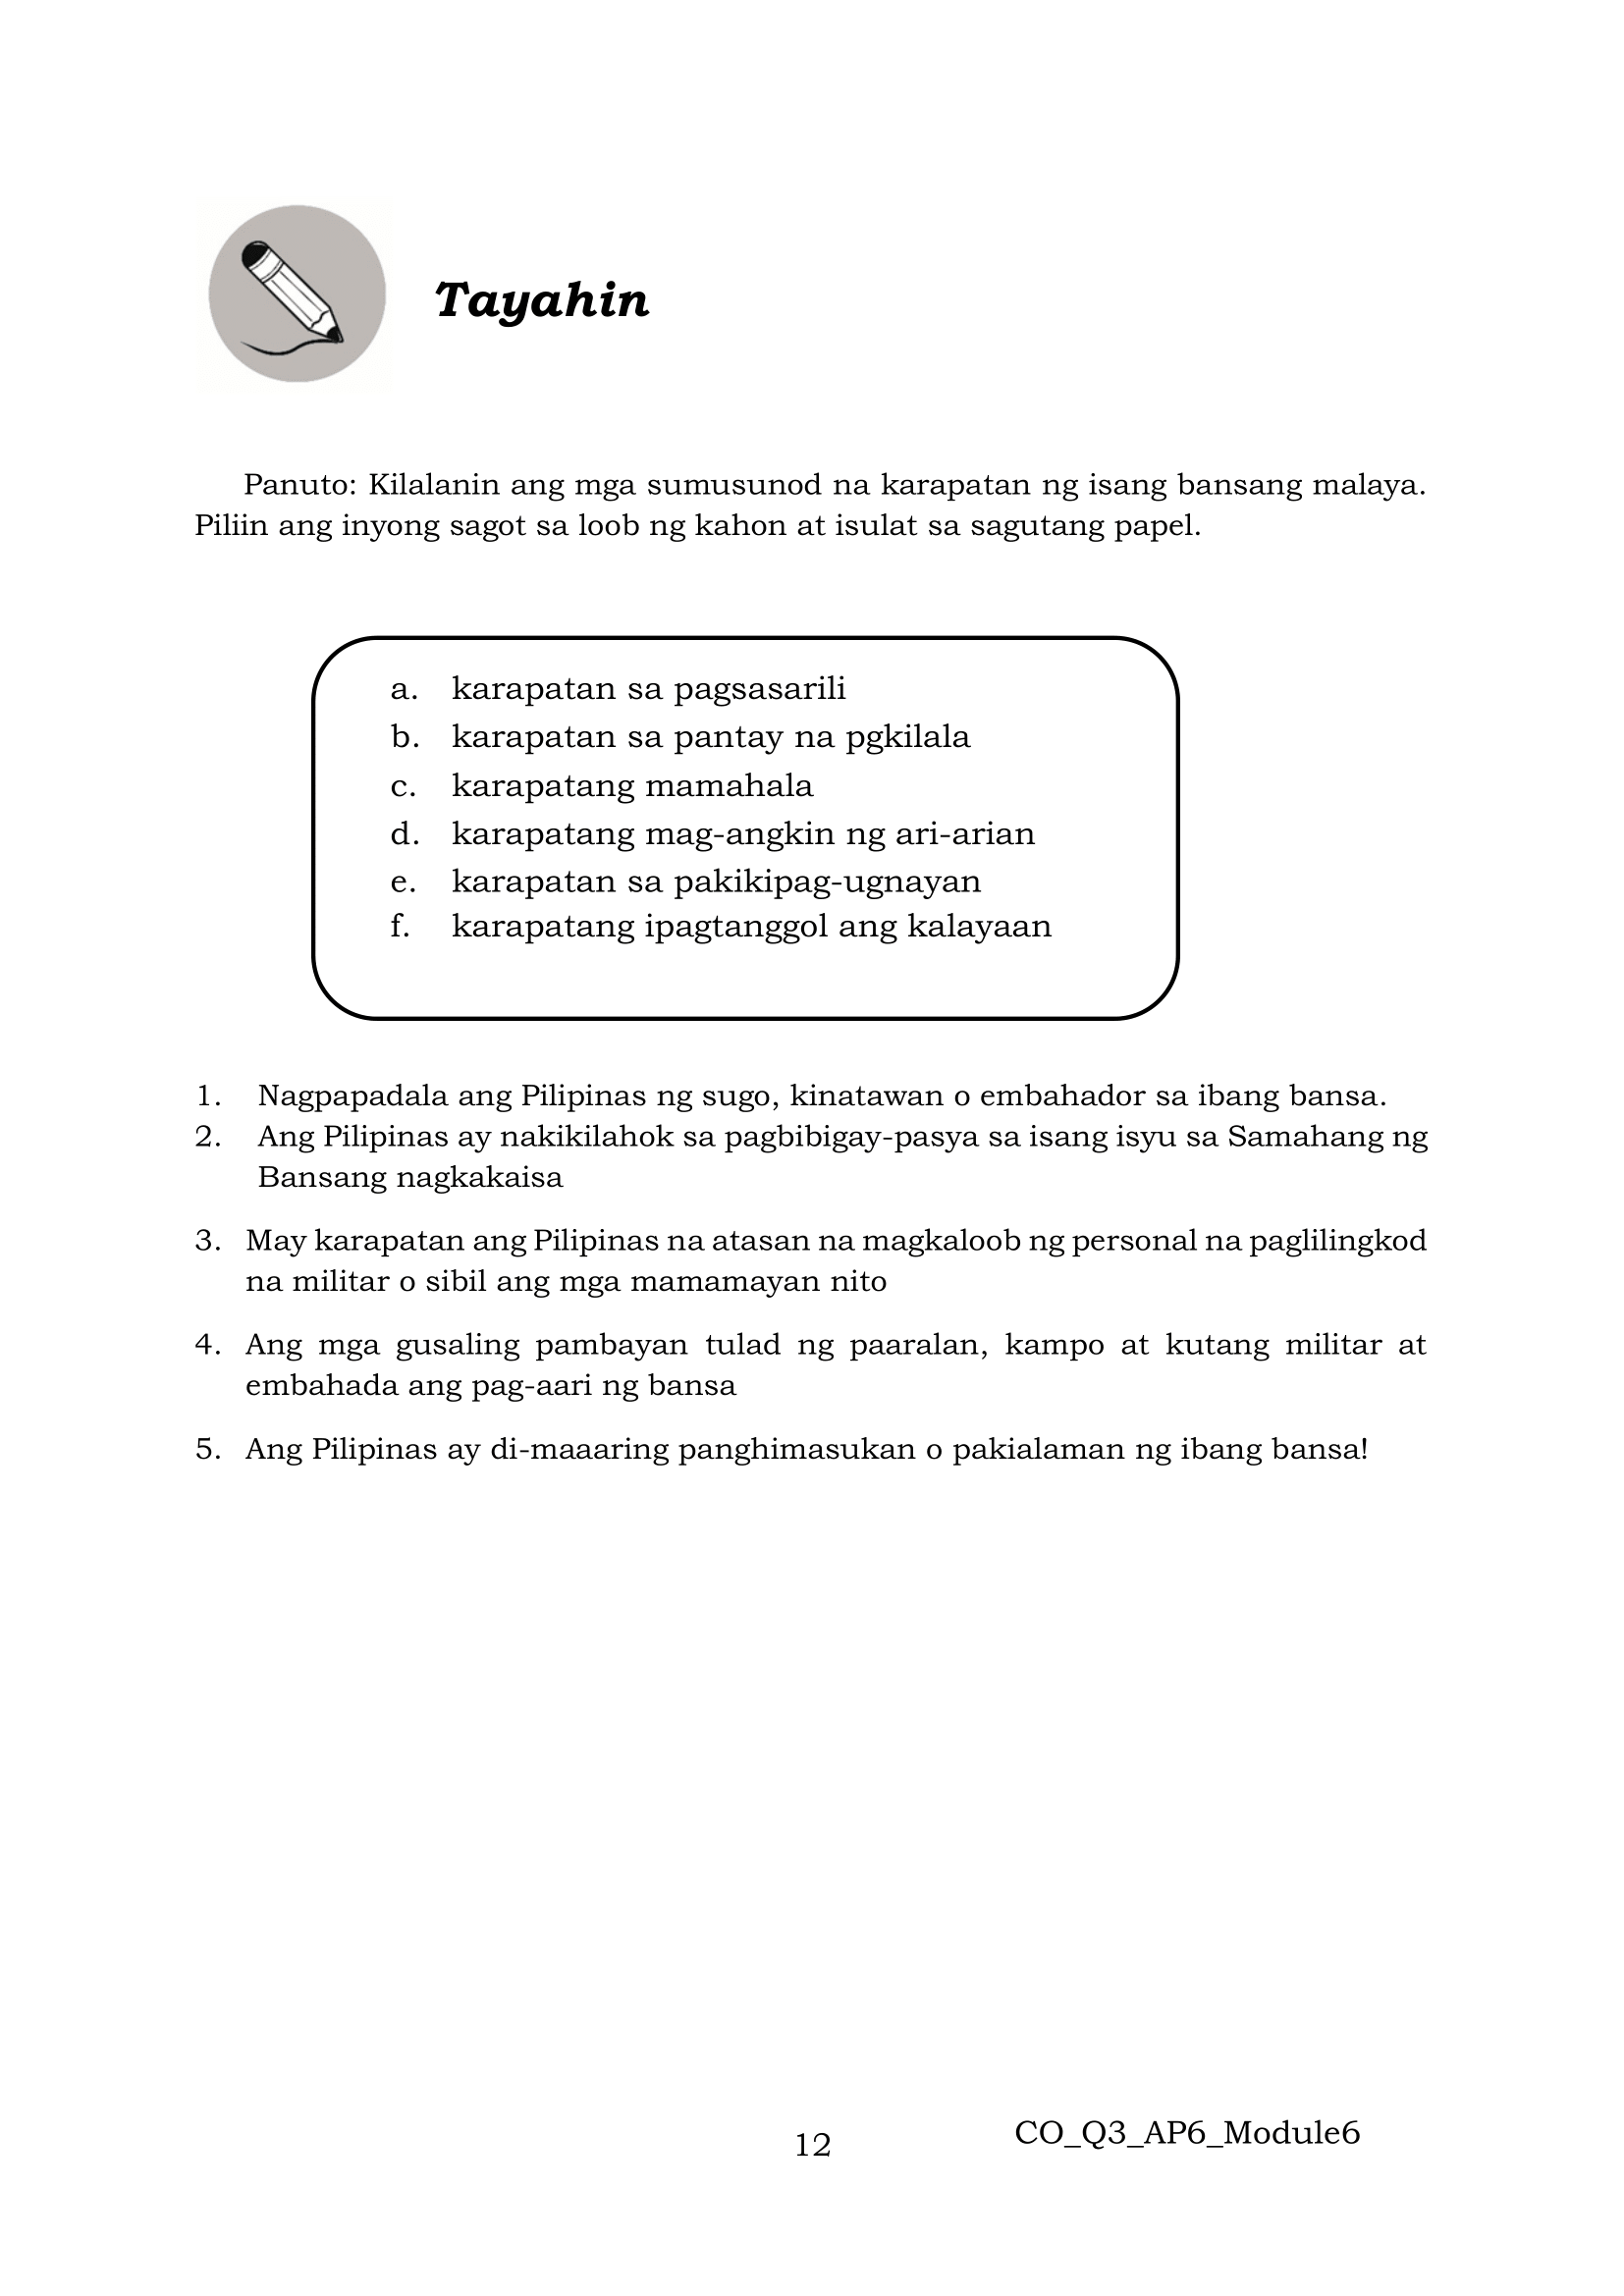 Tayahin
Panuto: Kilalanin ang mga sumusunod na karapatan ng isang bansang malaya.
Piliin ang inyong sagot sa loob ng kahon at isulat sa sagutang papel.
a. karapatan sa pagsasarili
b. karapatan sa pantay na pgkilala
c. karapatang mamahala
d. karapatang mag-angkin ng ari-arian
e. karapatan sa pakikipag-ugnayan
f. karapatang ipagtanggol ang kalayaan
1. Nagpapadala ang Pilipinas ng sugo, kinatawan o embahador sa ibang bansa.
2. Ang Pilipinas ay nakikilahok sa pagbibigay-pasya sa isang isyu sa Samahang ng
Bansang nagkakaisa
3. May karapatan ang Pilipinas na atasan na magkaloob ng personal na paglilingkod
na militar o sibil ang mga mamamayan nito
4. Ang mga gusaling pambayan tulad ng paaralan, kampo at kutang militar at
embahada ang pag-aari ng bansa
5. Ang Pilipinas ay di-maaaring panghimasukan o pakialaman ng ibang bansa!
12
CO_Q3_AP6_Module6